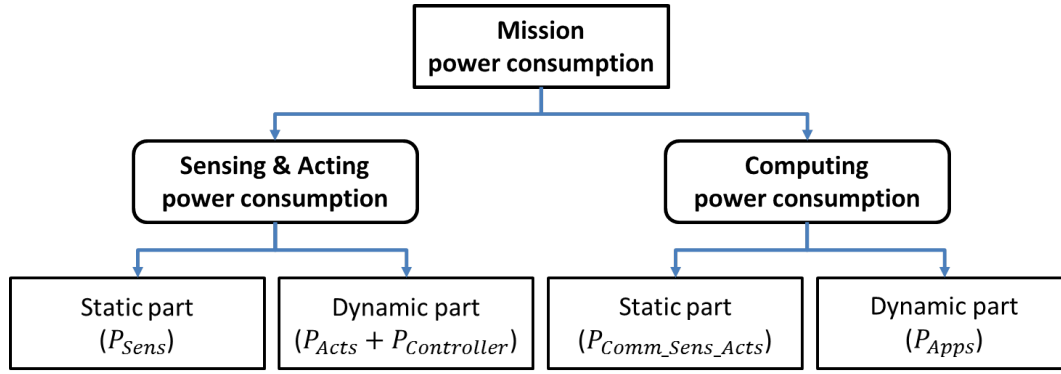 Mission
power consumption
Sensing & Acting
power consumption
Computing
power consumption
Static part
(P_Sens)
Dynamic part
(P_Acts + P_Controller)
Static part
(P_Comm_Sens_Acts)
Dynamic part
(P_Apps)